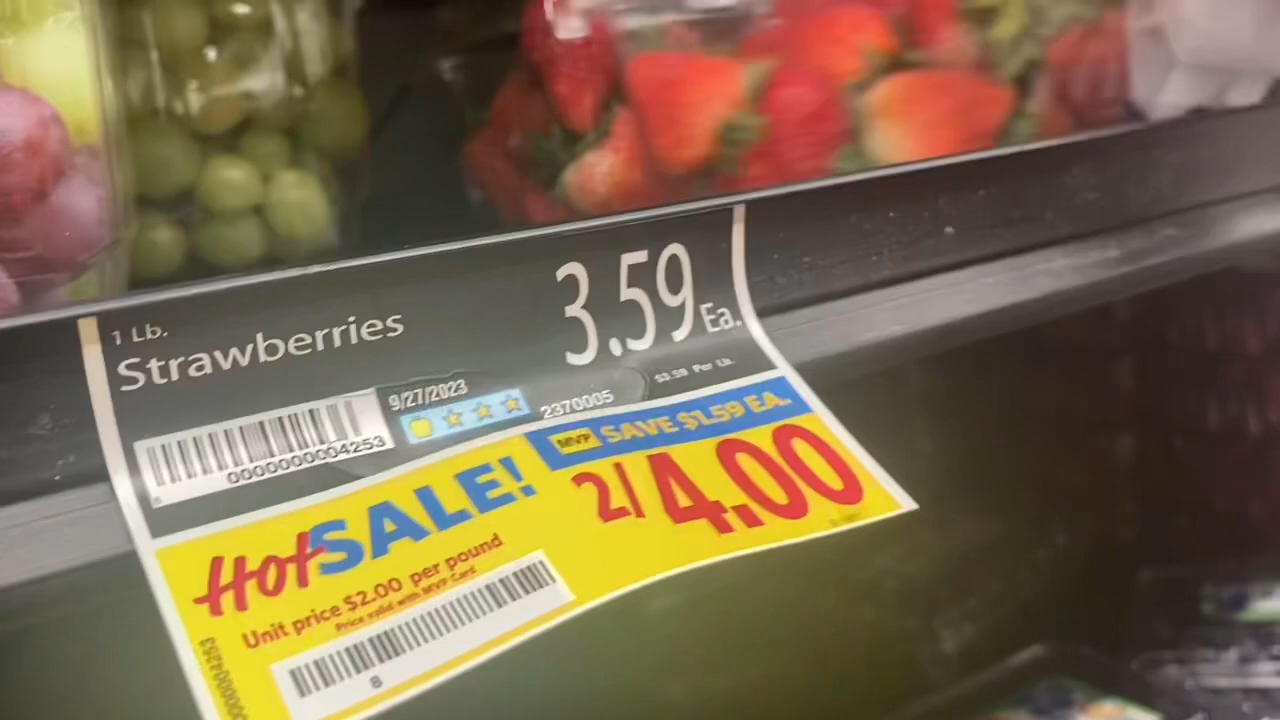 1 Lb.
Strawberries
3.59
Ea.
$3.59 Per Lb.
9/27/2023
2370005
0000000004253
MVP SAVE $1.59 EA.
Hot SALE!
2/4.00
Unit price $2.00 per pound
Price valid with MVP Card
8